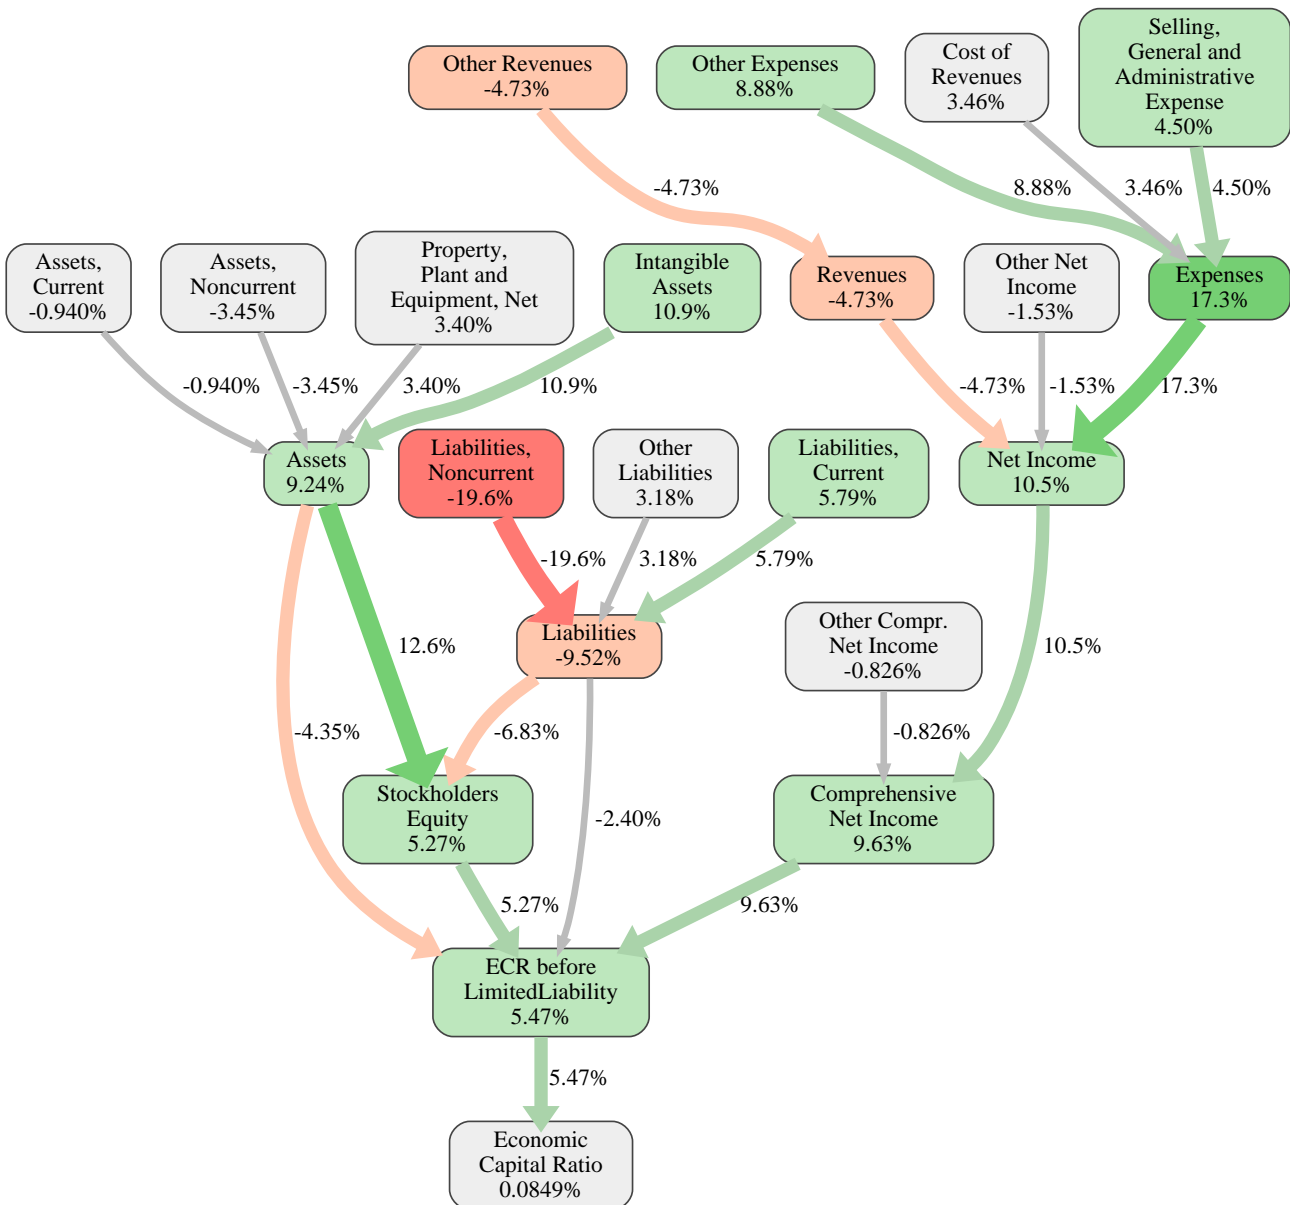 Other Revenues
-4.73%
Other Expenses
8.88%
Cost of
Revenues
3.46%
Selling,
General and
Administrative
Expense
4.50%
-4.73%
8.88%
3.46%
4.50%
Assets,
Current
-0.940%
Assets,
Noncurrent
-3.45%
Property,
Plant and
Equipment, Net
3.40%
Intangible
Assets
10.9%
Revenues
-4.73%
Other Net
Income
-1.53%
Expenses
17.3%
-0.940%
-3.45%
3.40%
10.9%
-4.73%
-1.53%
17.3%
Assets
9.24%
Liabilities,
Noncurrent
-19.6%
Other
Liabilities
3.18%
Liabilities,
Current
5.79%
Net Income
10.5%
-19.6%
3.18%
5.79%
Liabilities
-9.52%
Other Compr.
Net Income
-0.826%
12.6%
10.5%
-4.35%
-6.83%
-0.826%
Stockholders
Equity
5.27%
-2.40%
Comprehensive
Net Income
9.63%
5.27%
9.63%
ECR before
LimitedLiability
5.47%
5.47%
Economic
Capital Ratio
0.0849%